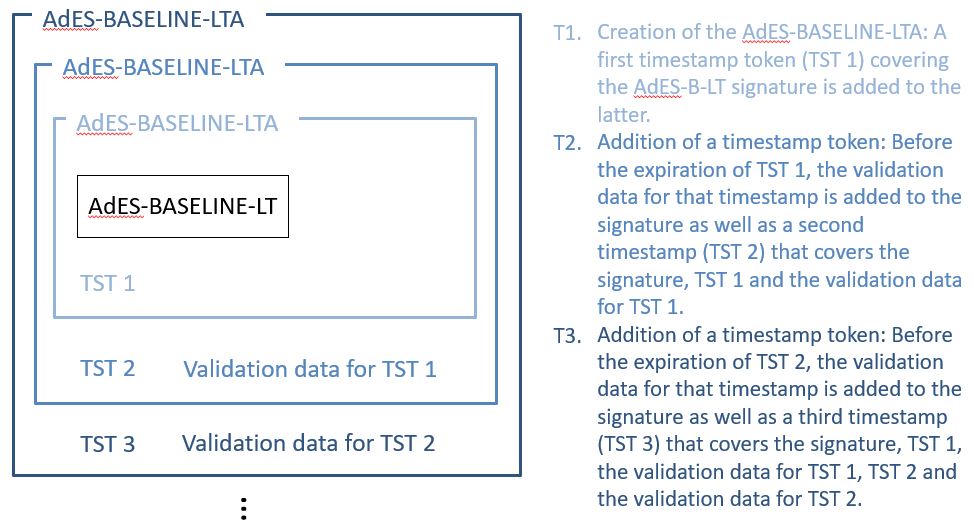 AdES-BASELINE-LTA
AdES-BASELINE-LTA
AdES-BASELINE-LTA
AdES-BASELINE-LT
TST 1
TST 2 Validation data for TST 1
TST 3 Validation data for TST 2
T1. Creation of the AdES-BASELINE-LTA: A
first timestamp token (TST 1) covering
the AdES-B-LT signature is added to the
latter.
T2. Addition of a timestamp token: Before
the expiration of TST 1, the validation
data for that timestamp is added to the
signature as well as a second
timestamp (TST 2) that covers the
signature, TST 1 and the validation data
for TST 1.
T3. Addition of a timestamp token: Before
the expiration of TST 2, the validation
data for that timestamp is added to the
signature as well as a third timestamp
(TST 3) that covers the signature, TST 1,
the validation data for TST 1, TST 2 and
the validation data for TST 2.